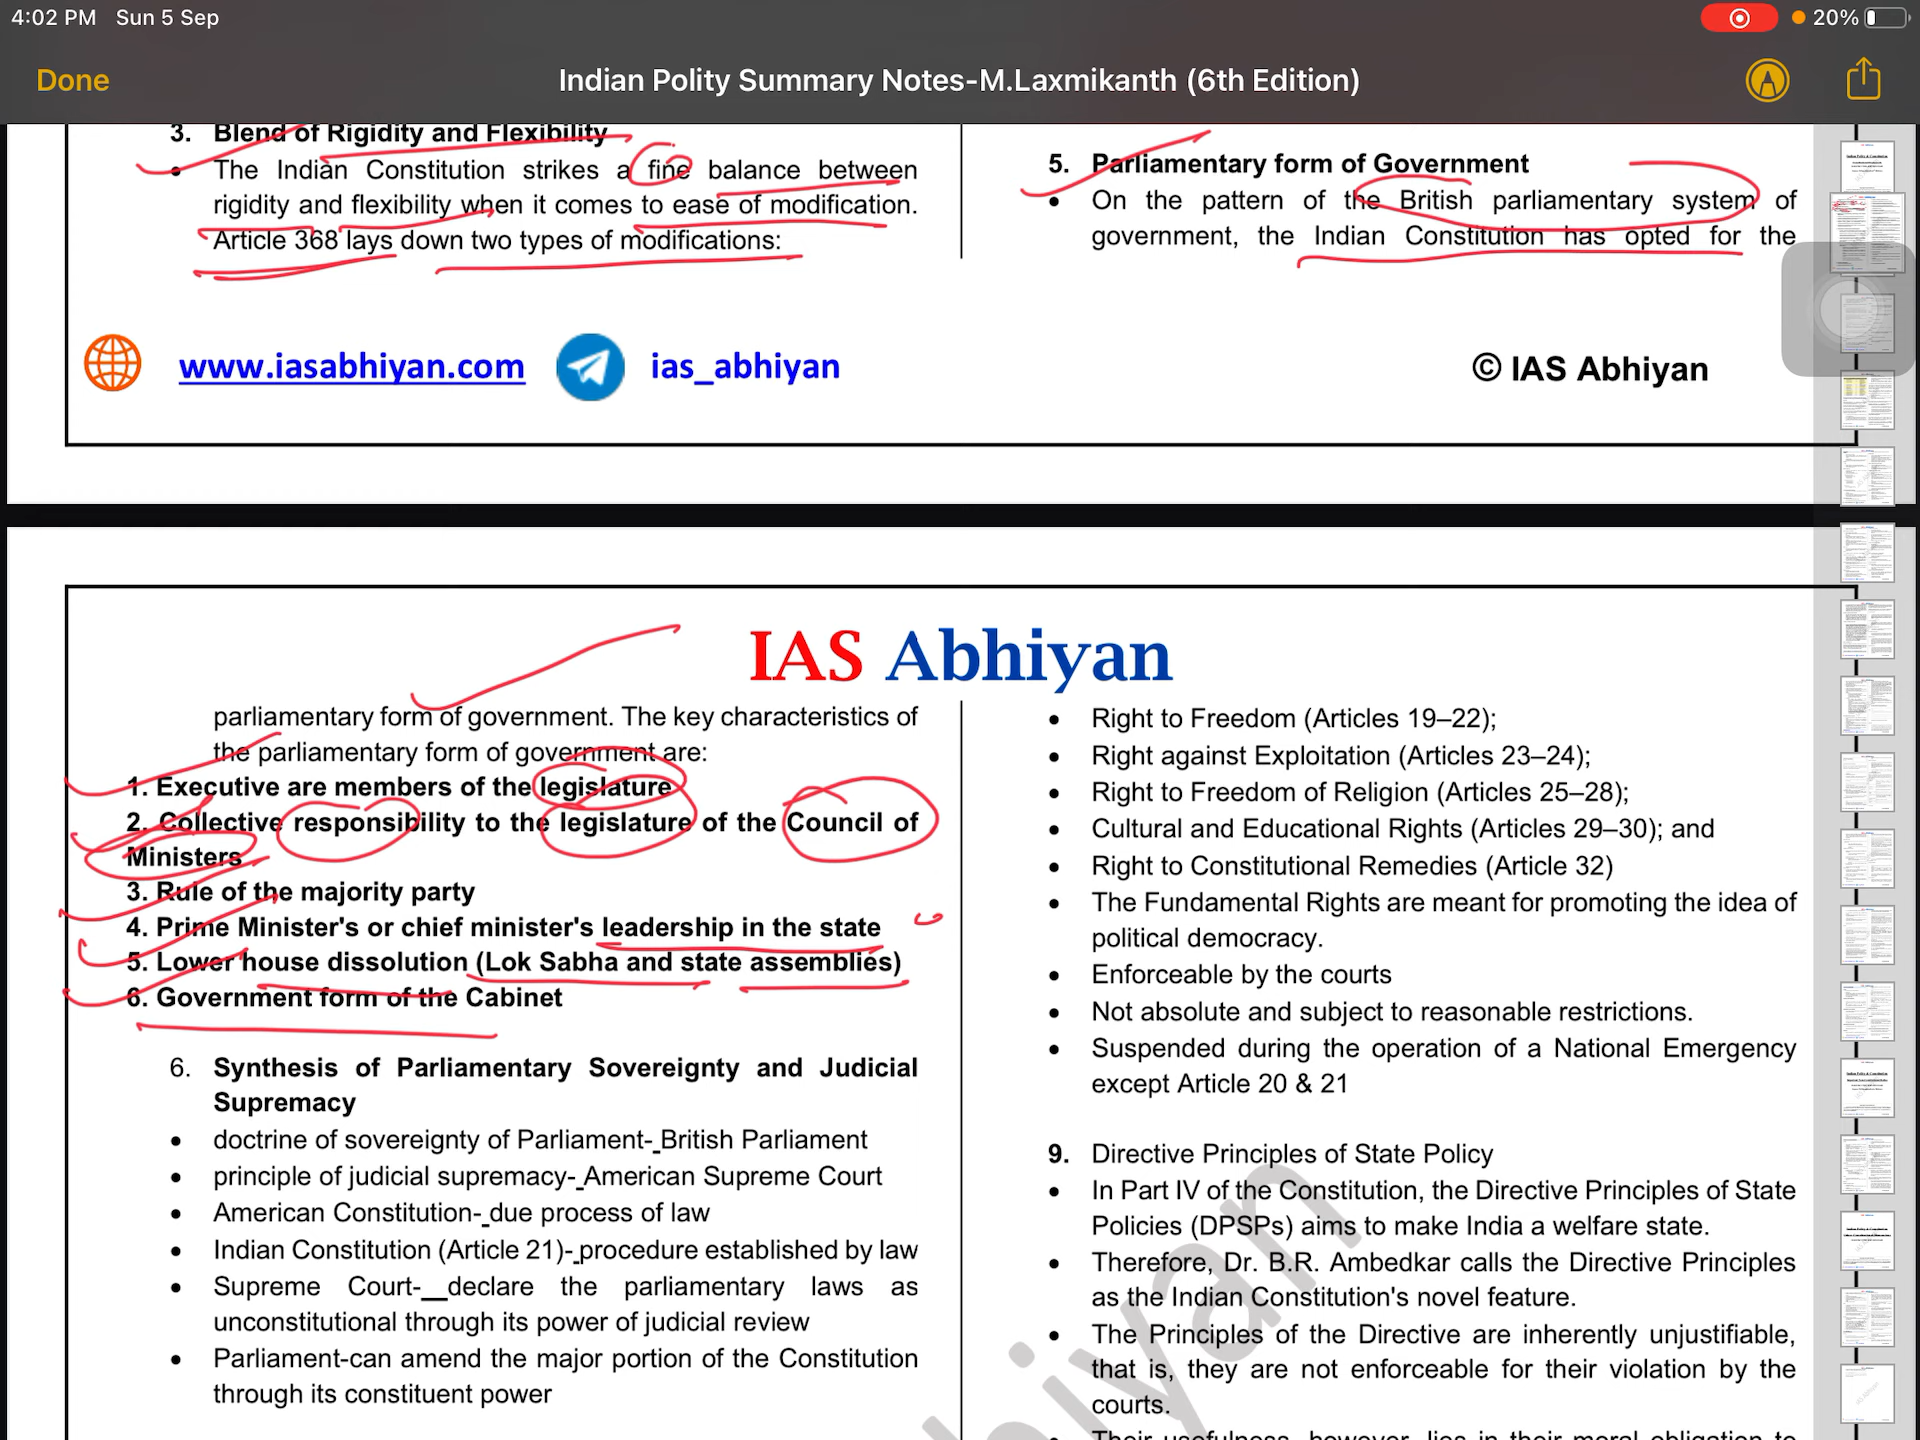 4:02 PM Sun 5 Sep
20%
Done
Indian Polity Summary Notes-M.Laxmikanth (6th Edition)
3. Blend of Rigidity and Flexibility
• The Indian Constitution strikes a fine balance between
rigidity and flexibility when it comes to ease of modification.
Article 368 lays down two types of modifications:
5. Parliamentary form of Government
• On the pattern of the British parliamentary system of
government, the Indian Constitution has opted for the
www.iasabhiyan.com
ias_abhiyan
© IAS Abhiyan
IAS Abhiyan
parliamentary form of government. The key characteristics of
the parliamentary form of government are:
1. Executive are members of the legislature
2. Collective responsibility to the legislature of the Council of
Ministers
3. Rule of the majority party
4. Prime Minister's or chief minister's leadership in the state
5. Lower house dissolution (Lok Sabha and state assemblies)
6. Government form of the Cabinet
6. Synthesis of Parliamentary Sovereignty and Judicial
Supremacy
• doctrine of sovereignty of Parliament-_British Parliament
• principle of judicial supremacy-_American Supreme Court
• American Constitution-_due process of law
• Indian Constitution (Article 21)-_procedure established by law
• Supreme Court-__declare the parliamentary laws as
unconstitutional through its power of judicial review
• Parliament-can amend the major portion of the Constitution
through its constituent power
• Right to Freedom (Articles 19–22);
• Right against Exploitation (Articles 23–24);
• Right to Freedom of Religion (Articles 25–28);
• Cultural and Educational Rights (Articles 29–30); and
• Right to Constitutional Remedies (Article 32)
• The Fundamental Rights are meant for promoting the idea of
political democracy.
• Enforceable by the courts
• Not absolute and subject to reasonable restrictions.
• Suspended during the operation of a National Emergency
except Article 20 & 21
9. Directive Principles of State Policy
• In Part IV of the Constitution, the Directive Principles of State
Policies (DPSPs) aims to make India a welfare state.
• Therefore, Dr. B.R. Ambedkar calls the Directive Principles
as the Indian Constitution's novel feature.
• The Principles of the Directive are inherently unjustifiable,
that is, they are not enforceable for their violation by the
courts.
• Their usefulness, however, lies in their moral obligation to
hiyan